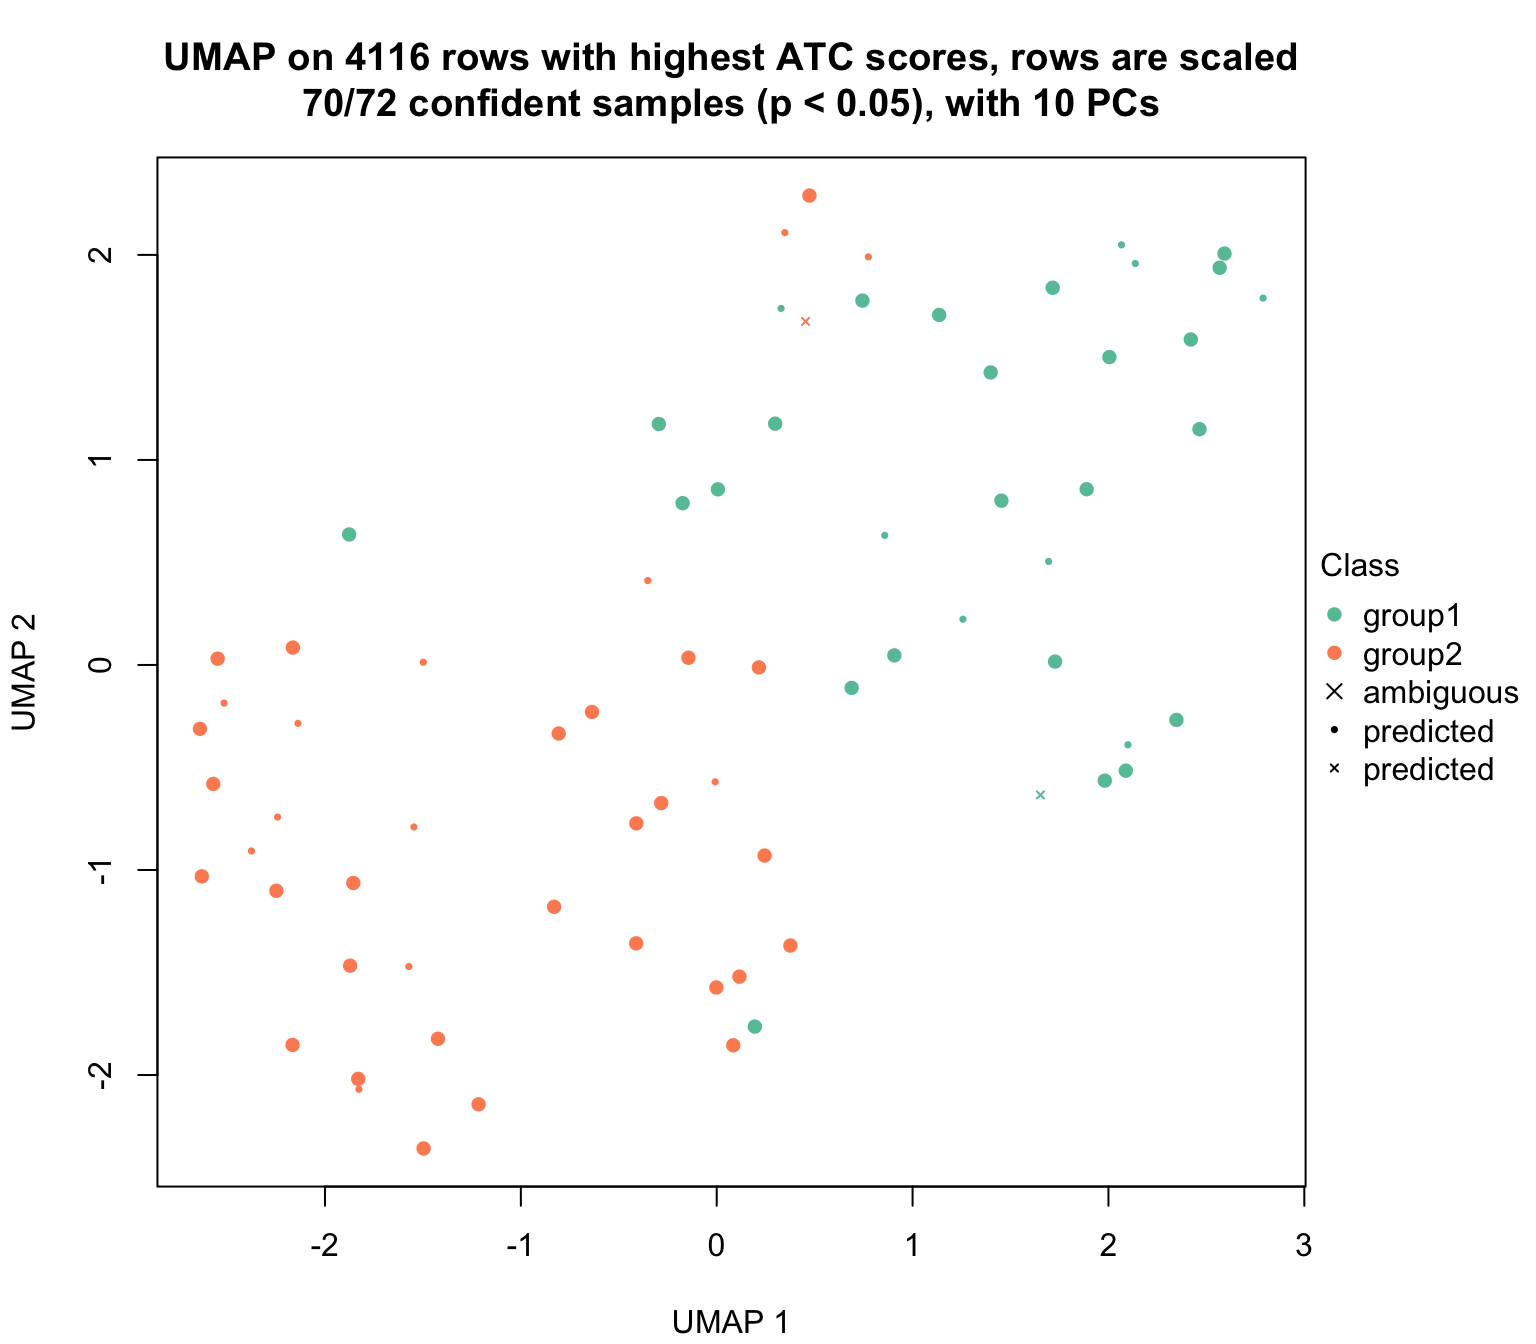 UMAP on 4116 rows with highest ATC scores, rows are scaled
70/72 confident samples (p < 0.05), with 10 PCs
UMAP 2
2
1
0
-1
-2
-2
-1
0
1
2
3
UMAP 1
Class
group1
group2
ambiguous
predicted
predicted